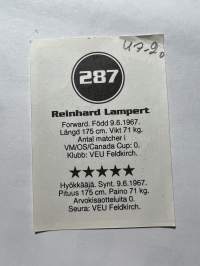 287
Reinhard Lampert
Forward. Född 9.6.1967.
Längd 175 cm. Vikt 71 kg.
Antal matcher i
VM/OS/Canada Cup: 0.
Klubb: VEU Feldkirch.
★★★★★
Hyökkääjä. Synt. 9.6.1967.
Pituus 175 cm. Paino 71 kg.
Arvokisaotteluita 0.
Seura: VEU Feldkirch.